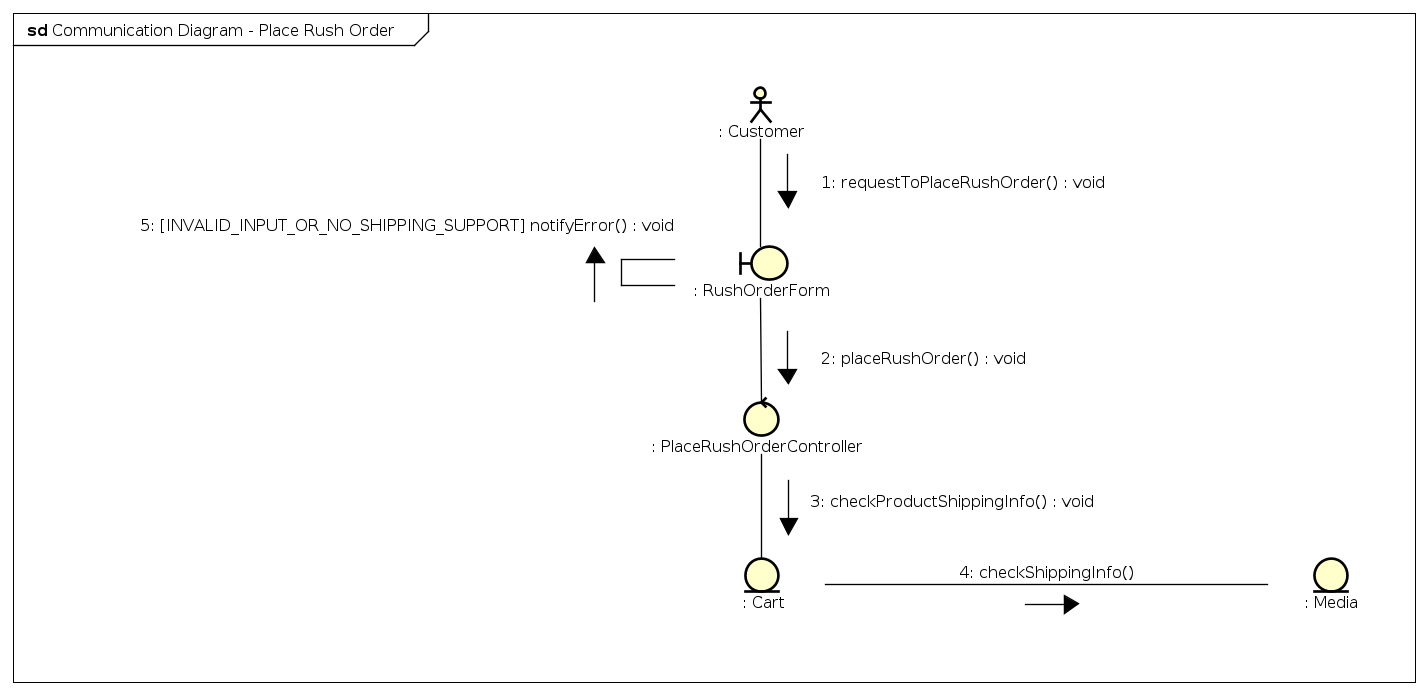 sd Communication Diagram - Place Rush Order
: Customer
1: requestToPlaceRushOrder() : void
5: [INVALID_INPUT_OR_NO_SHIPPING_SUPPORT] notifyError() : void
: RushOrderForm
2: placeRushOrder() : void
: PlaceRushOrderController
3: checkProductShippingInfo() : void
4: checkShippingInfo()
: Cart
: Media